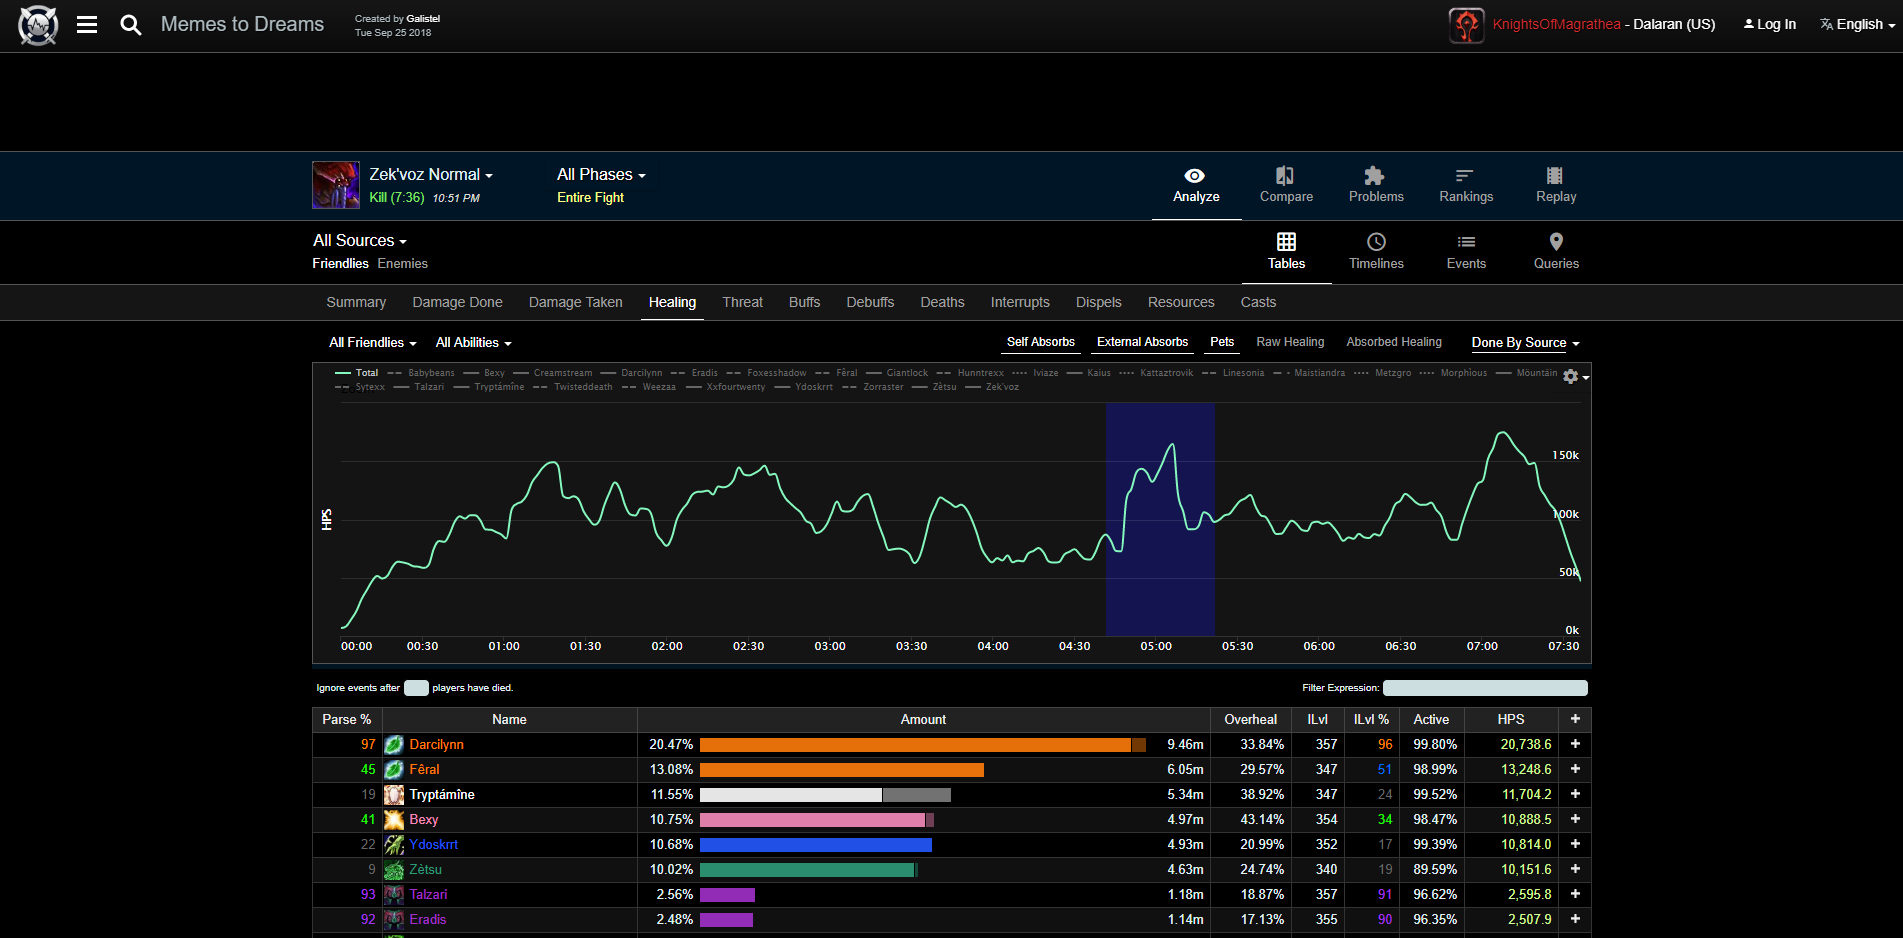 Memes to Dreams
Created by Galistel
Tue Sep 25 2018
KnightsOfMagrathea - Dalaran (US)
Log In
English
Zek'voz Normal
Kill (7:36) 10:51 PM
All Phases
Entire Fight
Analyze Compare Problems Rankings Replay
All Sources
Friendlies Enemies
Tables Timelines Events Queries
Summary Damage Done Damage Taken Healing Threat Buffs Debuffs Deaths Interrupts Dispels Resources Casts
All Friendlies All Abilities Self Absorbs External Absorbs Pets Raw Healing Absorbed Healing Done By Source
Total Babybeans Bexy Creamstream Darcilynn Eradis Foxesshadow Fêral Giantlock Hunntrexx Iviaze Kaius Kattaztrovik Linesonia Maistiandra Metzgro Morphîous Möuntäin
Sytexx Talzari Tryptámîne Twisteddeath Weezaa Xxfourtwenty Ydoskrrt Zorraster Zètsu Zek'voz
HPS
150k
100k
50k
0k
00:00 00:30 01:00 01:30 02:00 02:30 03:00 03:30 04:00 04:30 05:00 05:30 06:00 06:30 07:00 07:30
Ignore events after players have died.
Filter Expression:
Parse % Name Amount Overheal ILvl ILvl % Active HPS +
97 Darcilynn 20.47% 9.46m 33.84% 357 96 99.80% 20,738.6 +
45 Fêral 13.08% 6.05m 29.57% 347 51 98.99% 13,248.6 +
19 Tryptámîne 11.55% 5.34m 38.92% 347 24 99.52% 11,704.2 +
41 Bexy 10.75% 4.97m 43.14% 354 34 98.47% 10,888.5 +
22 Ydoskrrt 10.68% 4.93m 20.99% 352 17 99.39% 10,814.0 +
9 Zètsu 10.02% 4.63m 24.74% 340 19 89.59% 10,151.6 +
93 Talzari 2.56% 1.18m 18.87% 357 91 96.62% 2,595.8 +
92 Eradis 2.48% 1.14m 17.13% 355 90 96.35% 2,507.9 +